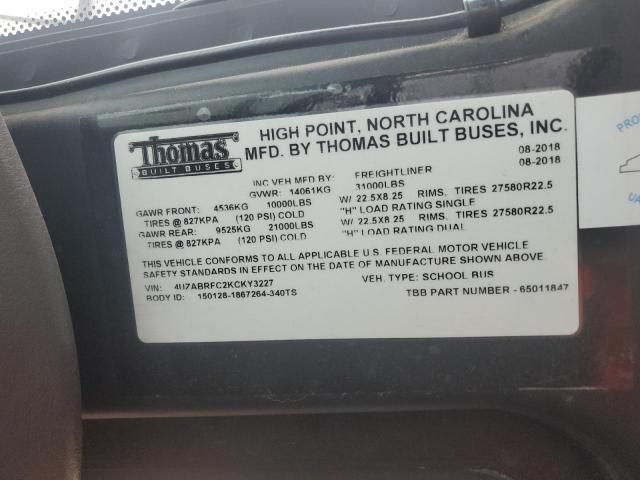 Thomas
BUILT BUSES
HIGH POINT, NORTH CAROLINA
MFD. BY THOMAS BUILT BUSES, INC.
08-2018
INC VEH MFD BY: FREIGHTLINER 08-2018
GVWR: 14061KG 31000LBS
GAWR FRONT: 4536KG 10000LBS W/ 22.5X8.25 RIMS. TIRES 27580R22.5
TIRES @ 827KPA (120 PSI) COLD "H" LOAD RATING SINGLE
GAWR REAR: 9525KG 21000LBS W/ 22.5X8.25 RIMS. TIRES 27580R22.5
TIRES @ 827KPA (120 PSI) COLD "H" LOAD RATING DUAL
THIS VEHICLE CONFORMS TO ALL APPLICABLE U.S. FEDERAL MOTOR VEHICLE
SAFETY STANDARDS IN EFFECT ON THE DATE OF MANUFACTURE SHOWN ABOVE.
VIN: 4UZABRFC2KCKY3227 VEH. TYPE: SCHOOL BUS
BODY ID: 150128-1867264-340TS TBB PART NUMBER - 65011847